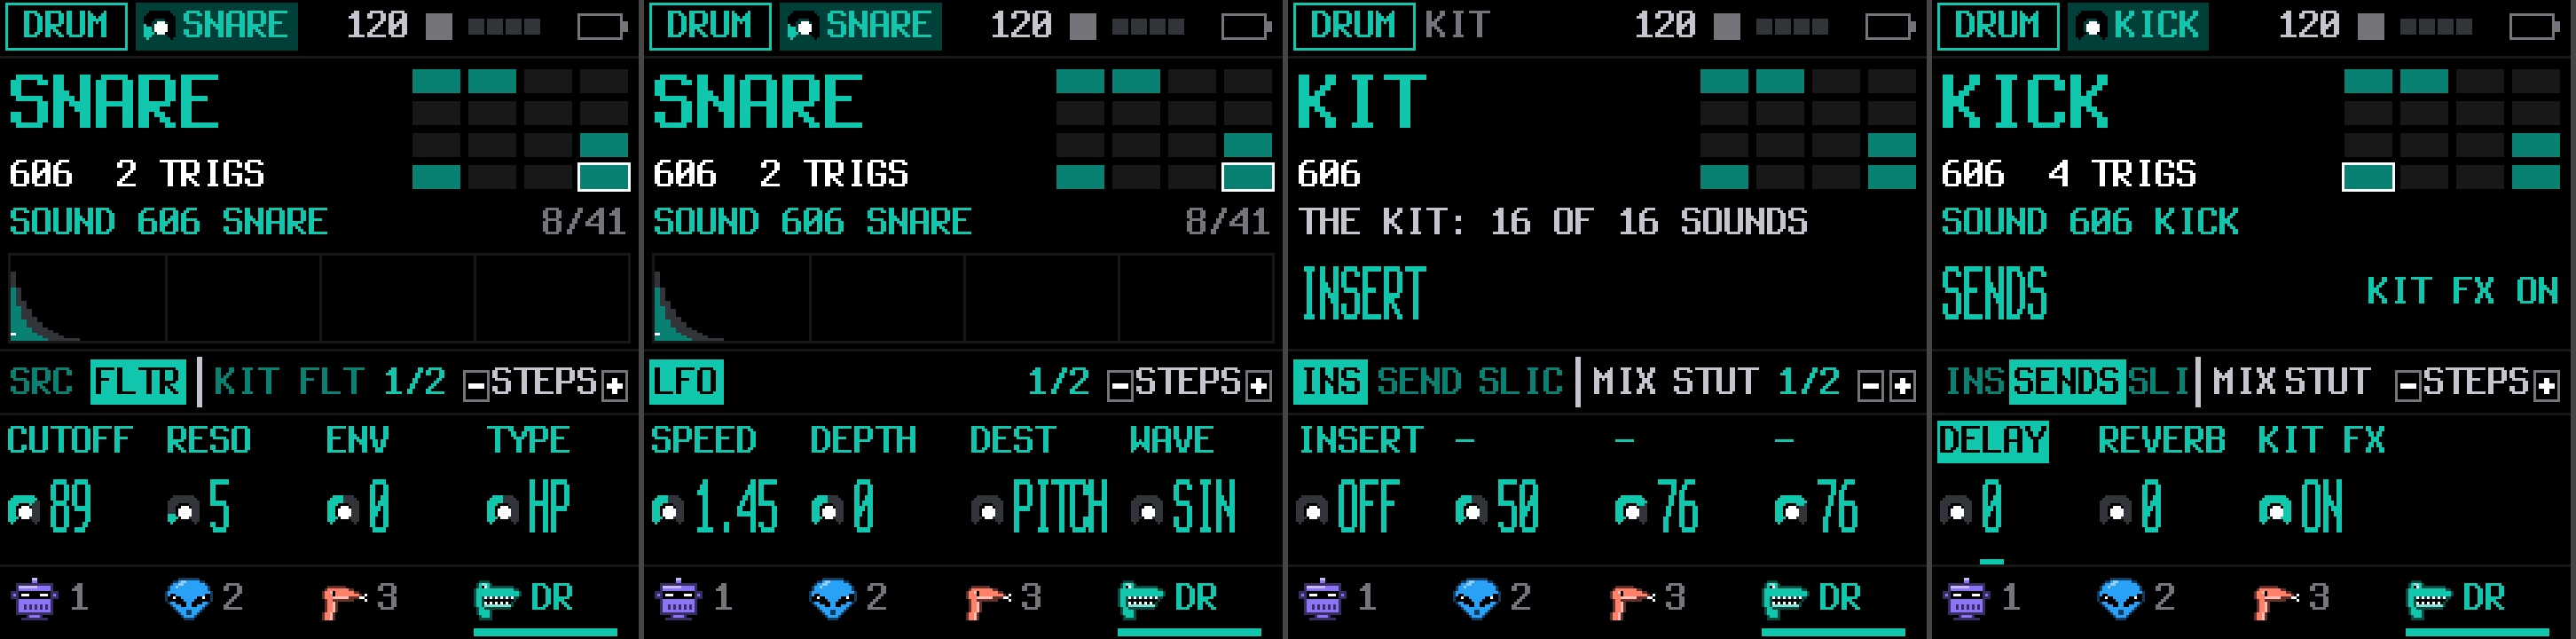 DRUM SNARE 120
SNARE
606 2 TRIGS
SOUND 606 SNARE 8/41
SRC FLTR KIT FLT 1/2 -STEPS+
CUTOFF RESO ENV TYPE
89 5 0 HP
1 2 3 DR
DRUM SNARE 120
SNARE
606 2 TRIGS
SOUND 606 SNARE 8/41
LFO 1/2 -STEPS+
SPEED DEPTH DEST WAVE
1.45 0 PITCH SIN
1 2 3 DR
DRUM KIT 120
KIT
606
THE KIT: 16 OF 16 SOUNDS
INSERT
INS SEND SLIC MIX STUT 1/2 - +
INSERT - - -
OFF 50 76 76
1 2 3 DR
DRUM KICK 120
KICK
606 4 TRIGS
SOUND 606 KICK
SENDS KIT FX ON
INS SENDS SLI MIX STUT -STEPS+
DELAY REVERB KIT FX
0 0 ON
1 2 3 DR